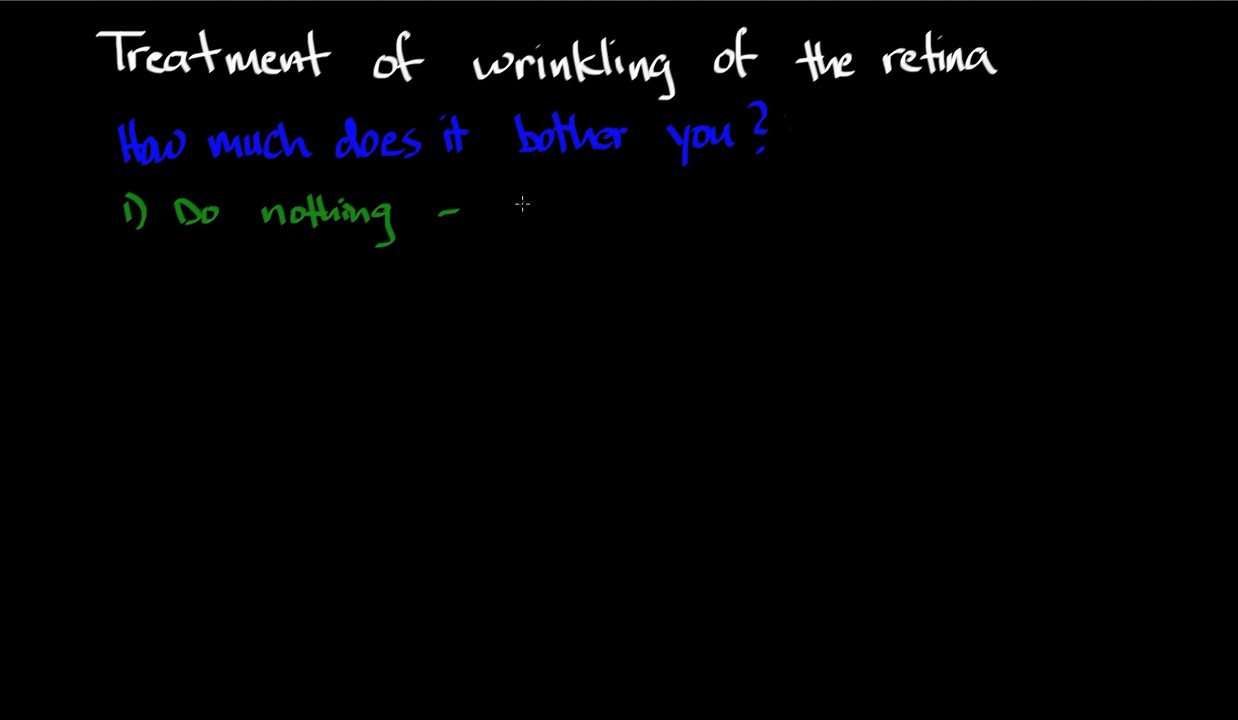 Treatment of wrinkling of the retina
How much does it bother you?
1) Do nothing -